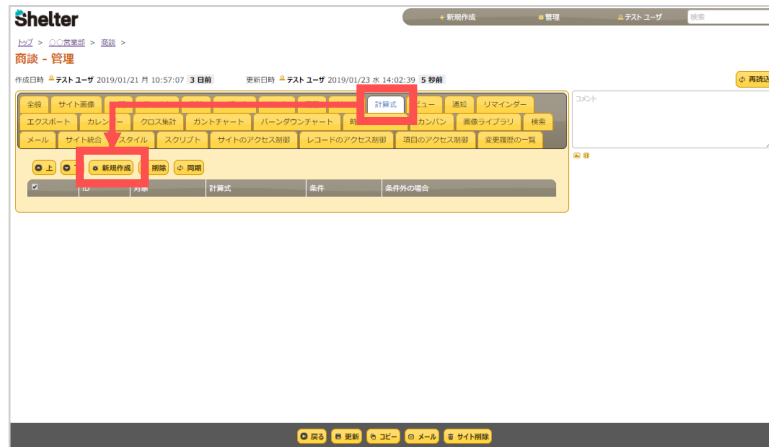 Shelter
新規作成 管理 テスト ユーザ 検索
トップ > ○○営業部 > 商談 >
商談 - 管理
作成日時 テスト ユーザ 2019/01/21 月 10:57:07 3 日前 更新日時 テスト ユーザ 2019/01/23 水 14:02:39 5 秒前 再読込
全般 サイト画像 計算式 ビュー 通知 リマインダー コメント
エクスポート カレンダー クロス集計 ガントチャート バーンダウンチャート カンバン 画像ライブラリ 検索
メール サイト統合 スタイル スクリプト サイトのアクセス制御 レコードのアクセス制御 項目のアクセス制御 変更履歴の一覧
上 新規作成 削除 同期
ID 対象 計算式 条件 条件外の場合
戻る 更新 コピー メール サイト削除